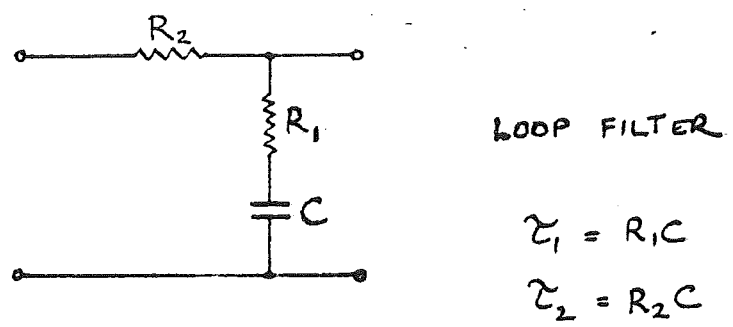 R₂
R₁
C
LOOP FILTER
τ₁ = R₁C
τ₂ = R₂C